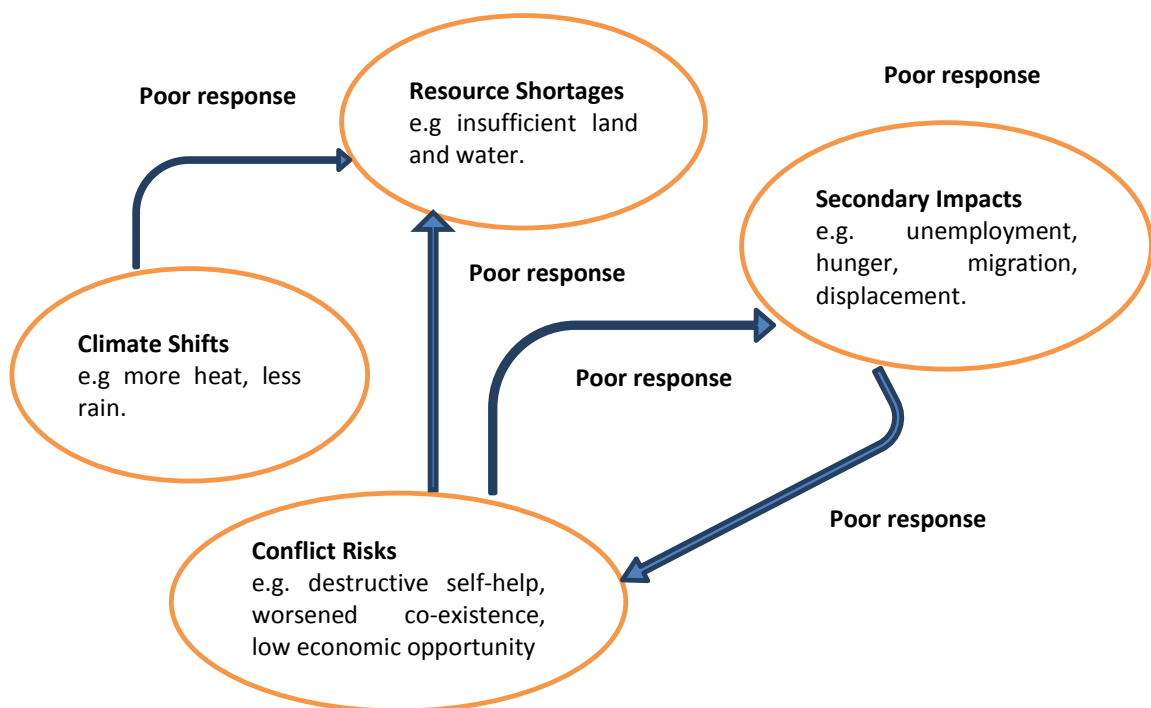 Poor response
Resource Shortages
e.g insufficient land
and water.
Poor response
Secondary Impacts
e.g. unemployment,
hunger, migration,
displacement.
Poor response
Climate Shifts
e.g more heat, less
rain.
Poor response
Poor response
Conflict Risks
e.g. destructive self-help,
worsened co-existence,
low economic opportunity